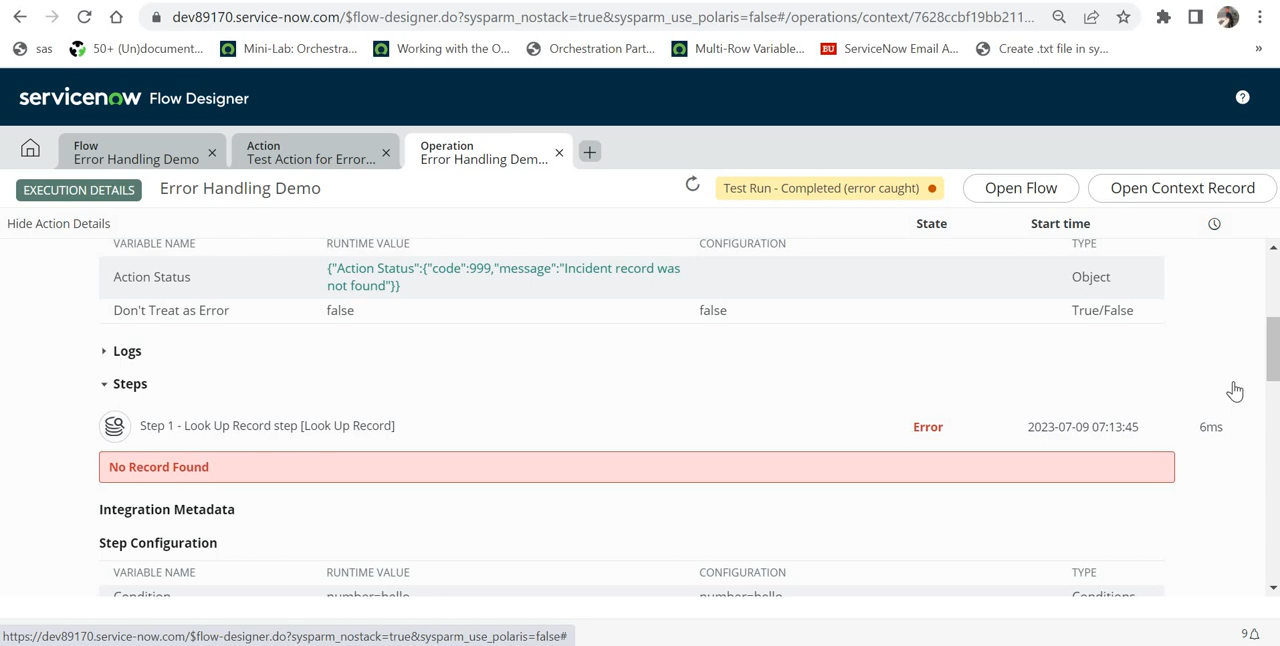 dev89170.service-now.com/$flow-designer.do?sysparm_nostack=true&sysparm_use_polaris=false#/operations/context/7628ccbf19bb211...
sas
50+ (Un)document...
Mini-Lab: Orchestra...
Working with the O...
Orchestration Part...
Multi-Row Variable...
BU
ServiceNow Email A...
Create .txt file in sy...
»
servicenow Flow Designer
?
Flow
Error Handling Demo
Action
Test Action for Error...
Operation
Error Handling Dem...
EXECUTION DETAILS
Error Handling Demo
Test Run - Completed (error caught)
Open Flow
Open Context Record
Hide Action Details
State
Start time
VARIABLE NAME
RUNTIME VALUE
CONFIGURATION
TYPE
Action Status
{"Action Status":{"code":999,"message":"Incident record was
not found"}}
Object
Don't Treat as Error
false
false
True/False
Logs
Steps
Step 1 - Look Up Record step [Look Up Record]
Error
2023-07-09 07:13:45
6ms
No Record Found
Integration Metadata
Step Configuration
VARIABLE NAME
RUNTIME VALUE
CONFIGURATION
TYPE
Condition
number=hello
number=hello
Conditions
https://dev89170.service-now.com/$flow-designer.do?sysparm_nostack=true&sysparm_use_polaris=false#
9